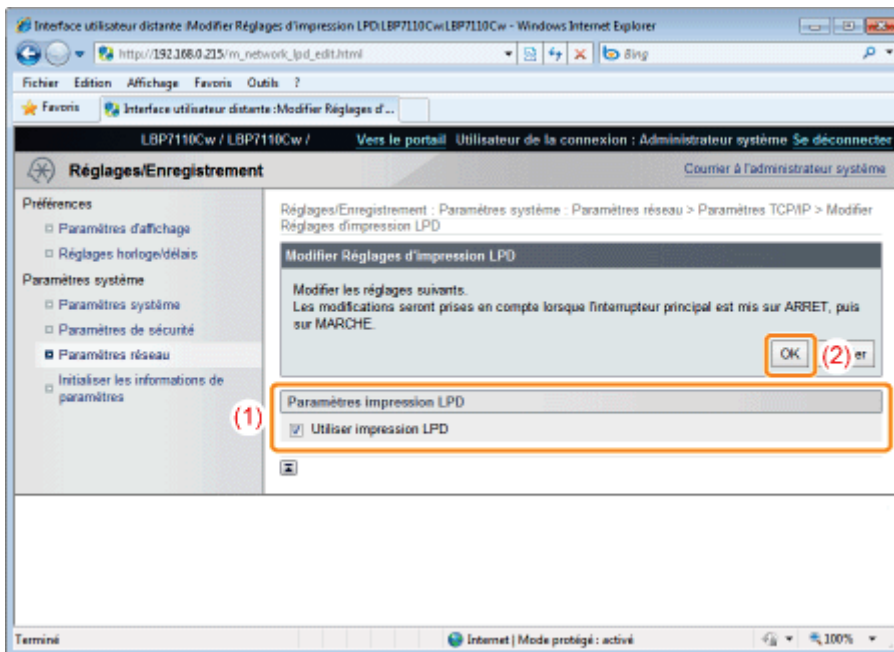 Interface utilisateur distante :Modifier Réglages d'impression LPD:LBP7110Cw:LBP7110Cw - Windows Internet Explorer
http://192.168.0.215/m_network_lpd_edit.html
Bing
Fichier Edition Affichage Favoris Outils ?
Favoris
Interface utilisateur distante :Modifier Réglages d'...
LBP7110Cw / LBP7110Cw / Vers le portail Utilisateur de la connexion : Administrateur système Se déconnecter
Réglages/Enregistrement
Courrier à l'administrateur système
Préférences
Paramètres d'affichage
Réglages horloge/délais
Paramètres système
Paramètres système
Paramètres de sécurité
Paramètres réseau
Initialiser les informations de
paramètres
Réglages/Enregistrement : Paramètres système : Paramètres réseau > Paramètres TCP/IP > Modifier
Réglages d'impression LPD
Modifier Réglages d'impression LPD
Modifier les réglages suivants.
Les modifications seront prises en compte lorsque l'interrupteur principal est mis sur ARRET, puis
sur MARCHE.
OK (2) er
(1)
Paramètres impression LPD
Utiliser impression LPD
Terminé
Internet | Mode protégé : activé
100%